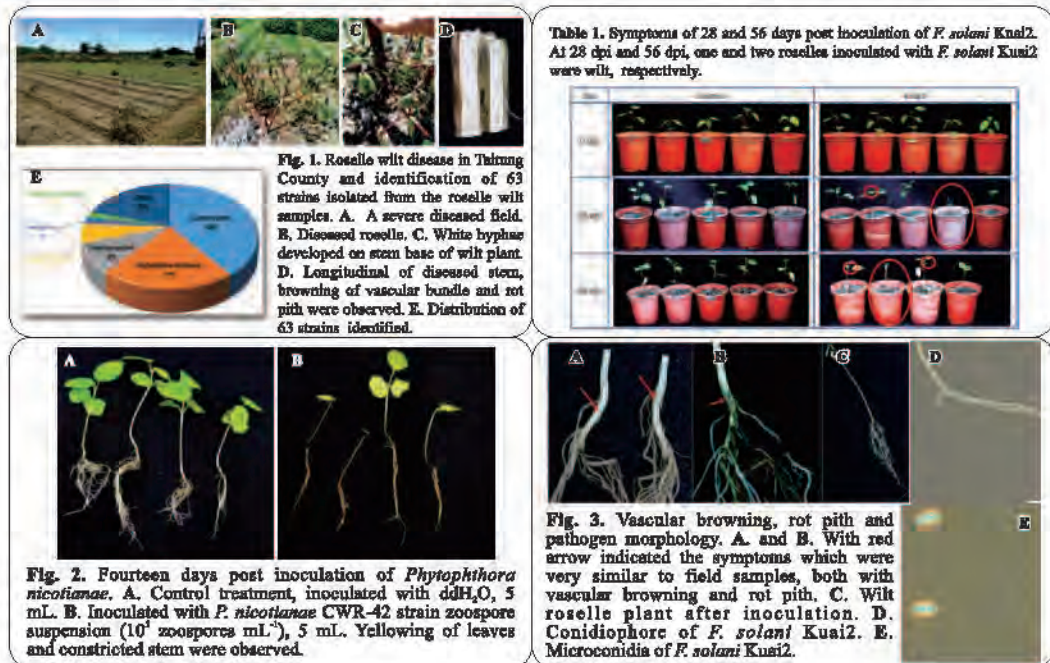 A
B
C
D
E
Fig. 1. Roselle wilt disease in Taitung
County and identification of 63
strains isolated from the roselle wilt
samples. A. A severe diseased field.
B. Diseased roselle. C. White hyphae
developed on stem base of wilt plant.
D. Longitudinal of diseased stem,
browning of vascular bundle and rot
pith were observed. E. Distribution of
63 strains identified.
Table 1. Symptoms of 28 and 56 days post inoculation of F. solani Kuai2.
At 28 dpi and 56 dpi, one and two roselles inoculated with F. solani Kuai2
were wilt, respectively.
A
B
Fig. 2. Fourteen days post inoculation of Phytophthora
nicotianae. A. Control treatment, inoculated with ddH₂O, 5
mL. B. Inoculated with P. nicotianae CWR-42 strain zoospore
suspension (10⁵ zoospores mL⁻¹), 5 mL. Yellowing of leaves
and constricted stem were observed.
A
B
C
D
E
Fig. 3. Vascular browning, rot pith and
pathogen morphology. A. and B. With red
arrow indicated the symptoms which were
very similar to field samples, both with
vascular browning and rot pith. C. Wilt
roselle plant after inoculation. D.
Conidiophore of F. solani Kuai2. E.
Microconidia of F. solani Kuai2.